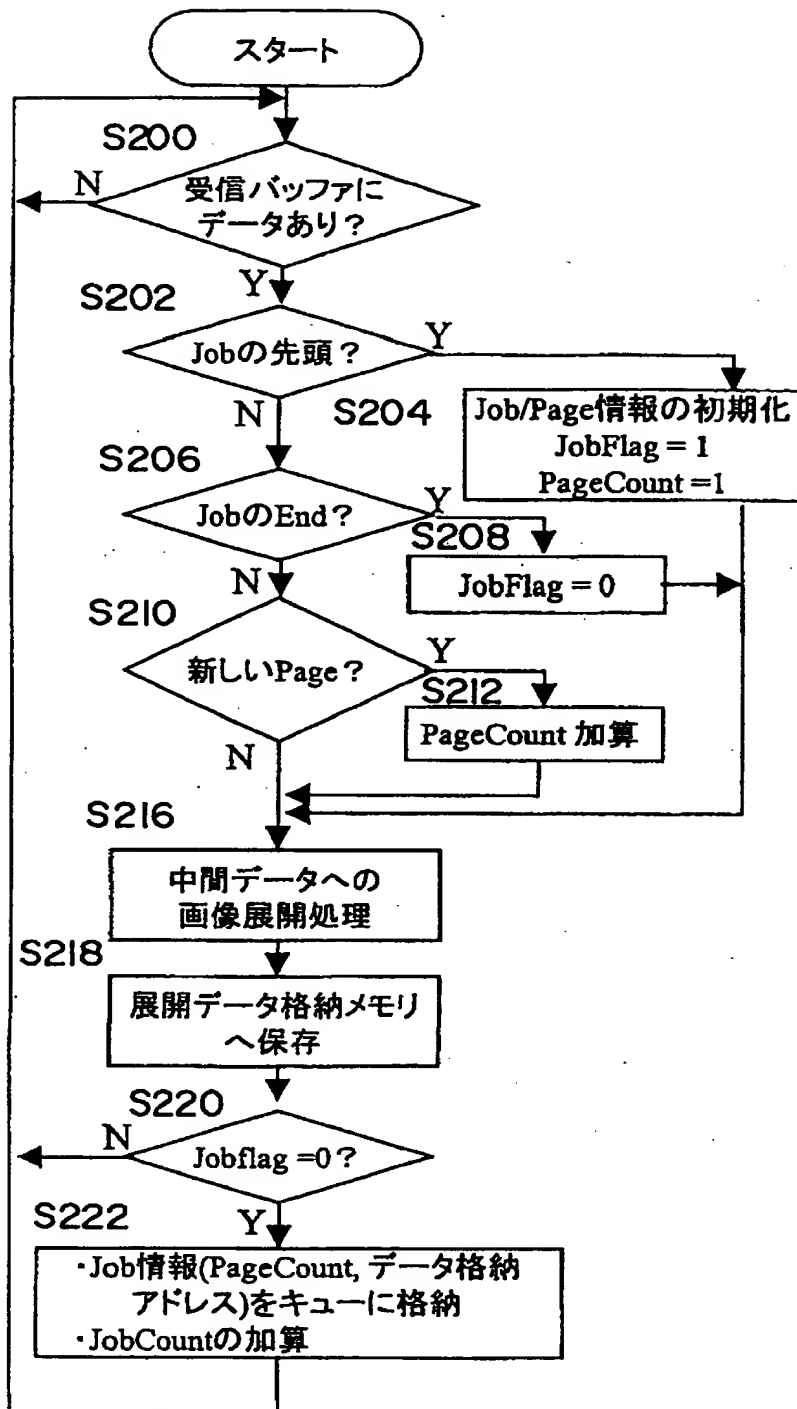 スタート
S200
N
受信バッファに
データあり?
Y
S202
Jobの先頭?
Y
N
S204
Job/Page情報の初期化
JobFlag = 1
PageCount =1
S206
JobのEnd?
Y
S208
JobFlag = 0
N
S210
新しいPage?
Y
S212
PageCount 加算
N
S216
中間データへの
画像展開処理
S218
展開データ格納メモリ
へ保存
S220
N
Jobflag =0?
Y
S222
・Job情報(PageCount, データ格納
アドレス)をキューに格納
・JobCountの加算